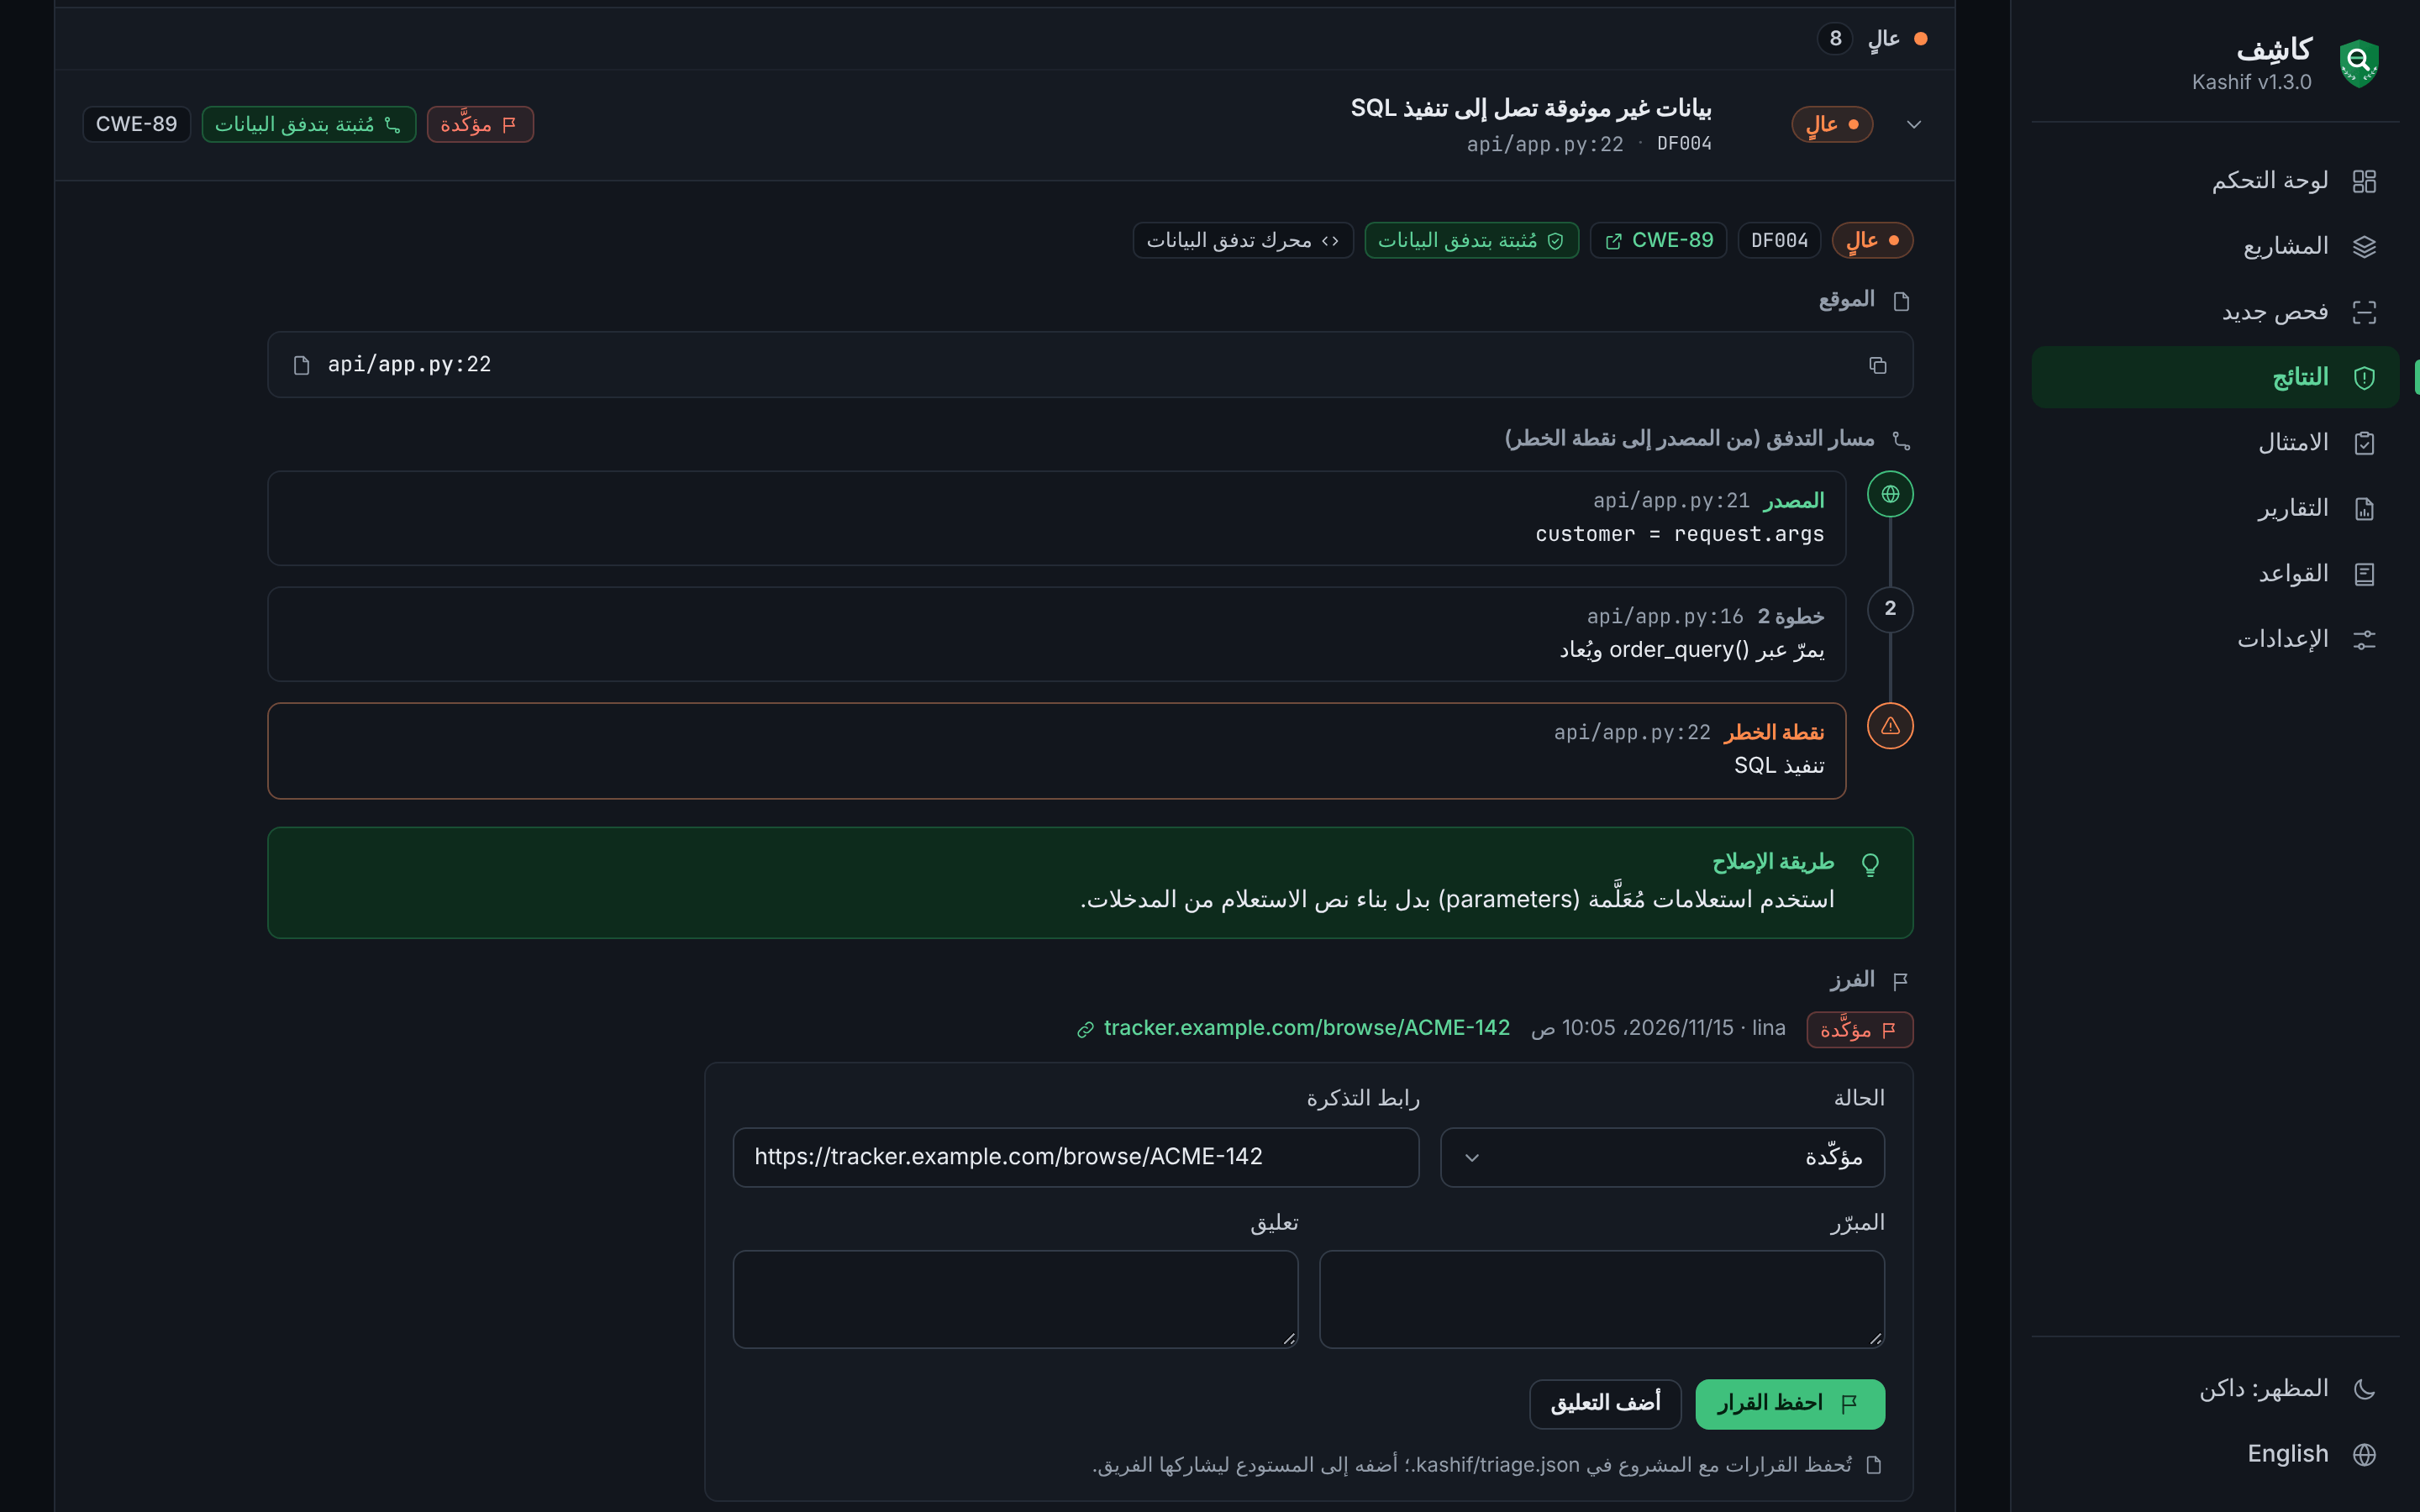 كاشِف
Kashif v1.3.0
لوحة التحكم
المشاريع
فحص جديد
النتائج
الامتثال
التقارير
القواعد
الإعدادات
المظهر: داكن
English
عالٍ 8
عالٍ
بيانات غير موثوقة تصل إلى تنفيذ SQL
DF004 · api/app.py:22
مؤكَّدة
مُثبتة بتدفق البيانات
CWE-89
عالٍ DF004 CWE-89 مُثبتة بتدفق البيانات محرك تدفق البيانات
الموقع
api/app.py:22
مسار التدفق (من المصدر إلى نقطة الخطر)
المصدر api/app.py:21
customer = request.args
2
خطوة 2 api/app.py:16
يمرّ عبر order_query() ويُعاد
نقطة الخطر api/app.py:22
تنفيذ SQL
طريقة الإصلاح
استخدم استعلامات مُعَلَّمة (parameters) بدل بناء نص الاستعلام من المدخلات.
الفرز
مؤكَّدة lina · 2026/11/15، 10:05 ص tracker.example.com/browse/ACME-142
الحالة
رابط التذكرة
مؤكّدة
https://tracker.example.com/browse/ACME-142
المبرّر
تعليق
احفظ القرار
أضف التعليق
تُحفظ القرارات مع المشروع في .kashif/triage.json؛ أضفه إلى المستودع ليشاركها الفريق.